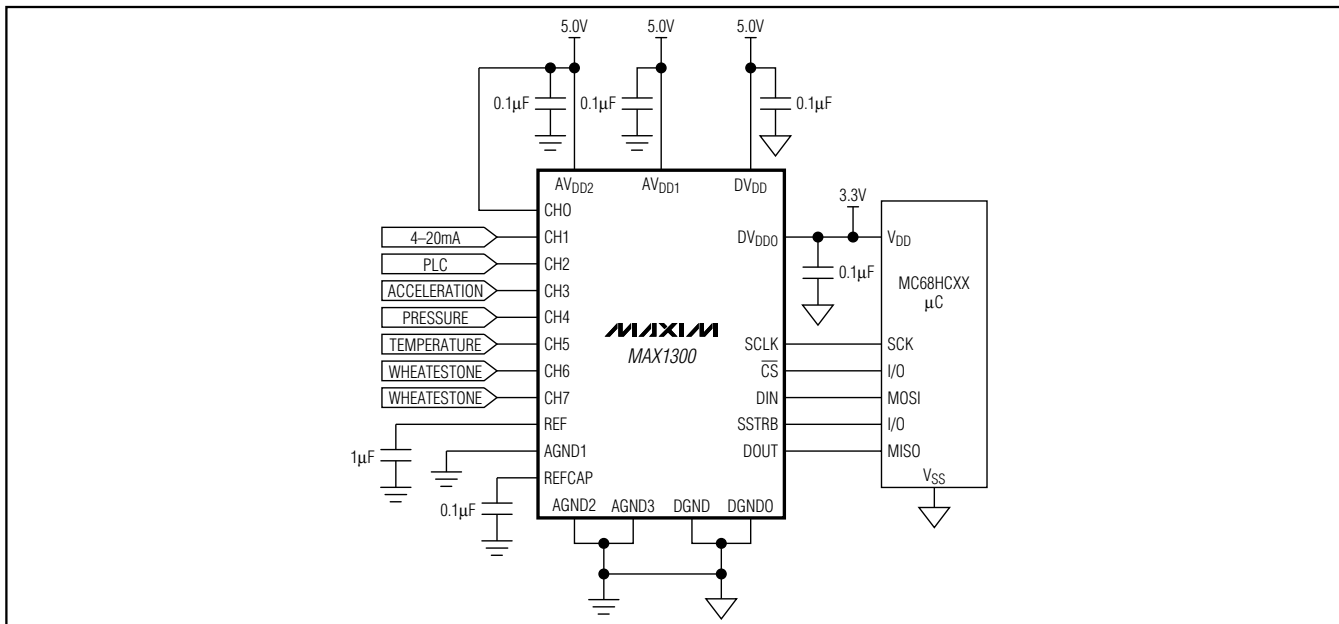 5.0V 5.0V 5.0V
0.1µF 0.1µF 0.1µF
AVDD2 AVDD1 DVDD
3.3V
CH0
4–20mA CH1 DVDDO VDD
PLC CH2 0.1µF
MC68HCXX
µC
ACCELERATION CH3
PRESSURE CH4
MAXIM
MAX1300
TEMPERATURE CH5 SCLK SCK
WHEATESTONE CH6 CS I/O
WHEATESTONE CH7 DIN MOSI
REF SSTRB I/O
1µF AGND1 DOUT MISO
REFCAP VSS
0.1µF AGND2 AGND3 DGND DGNDO